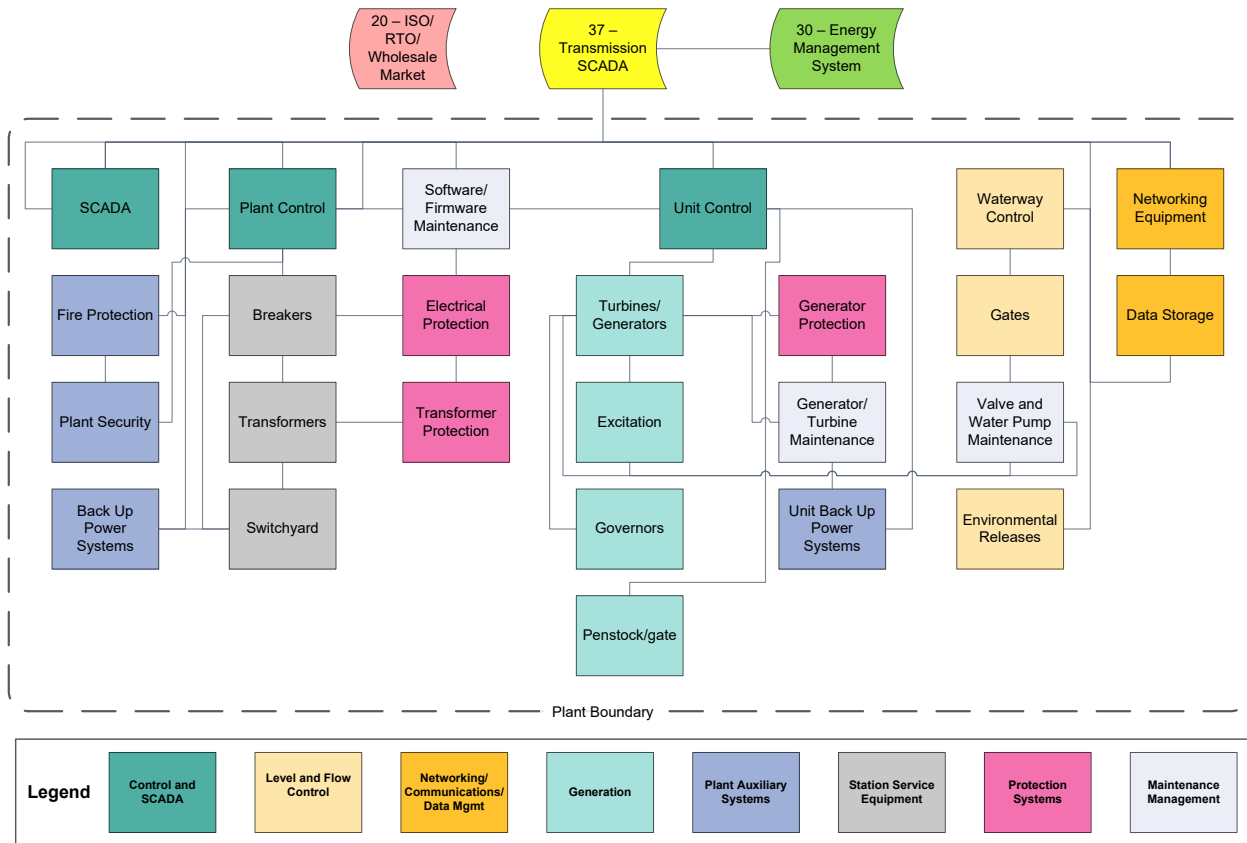 20 – ISO/
RTO/
Wholesale
Market
37 –
Transmission
SCADA
30 – Energy
Management
System
SCADA
Plant Control
Software/
Firmware
Maintenance
Unit Control
Waterway
Control
Networking
Equipment
Fire Protection
Breakers
Electrical
Protection
Turbines/
Generators
Generator
Protection
Gates
Data Storage
Plant Security
Transformers
Transformer
Protection
Excitation
Generator/
Turbine
Maintenance
Valve and
Water Pump
Maintenance
Back Up
Power
Systems
Switchyard
Governors
Unit Back Up
Power
Systems
Environmental
Releases
Penstock/gate
Plant Boundary
Legend
Control and
SCADA
Level and Flow
Control
Networking/
Communications/
Data Mgmt
Generation
Plant Auxiliary
Systems
Station Service
Equipment
Protection
Systems
Maintenance
Management